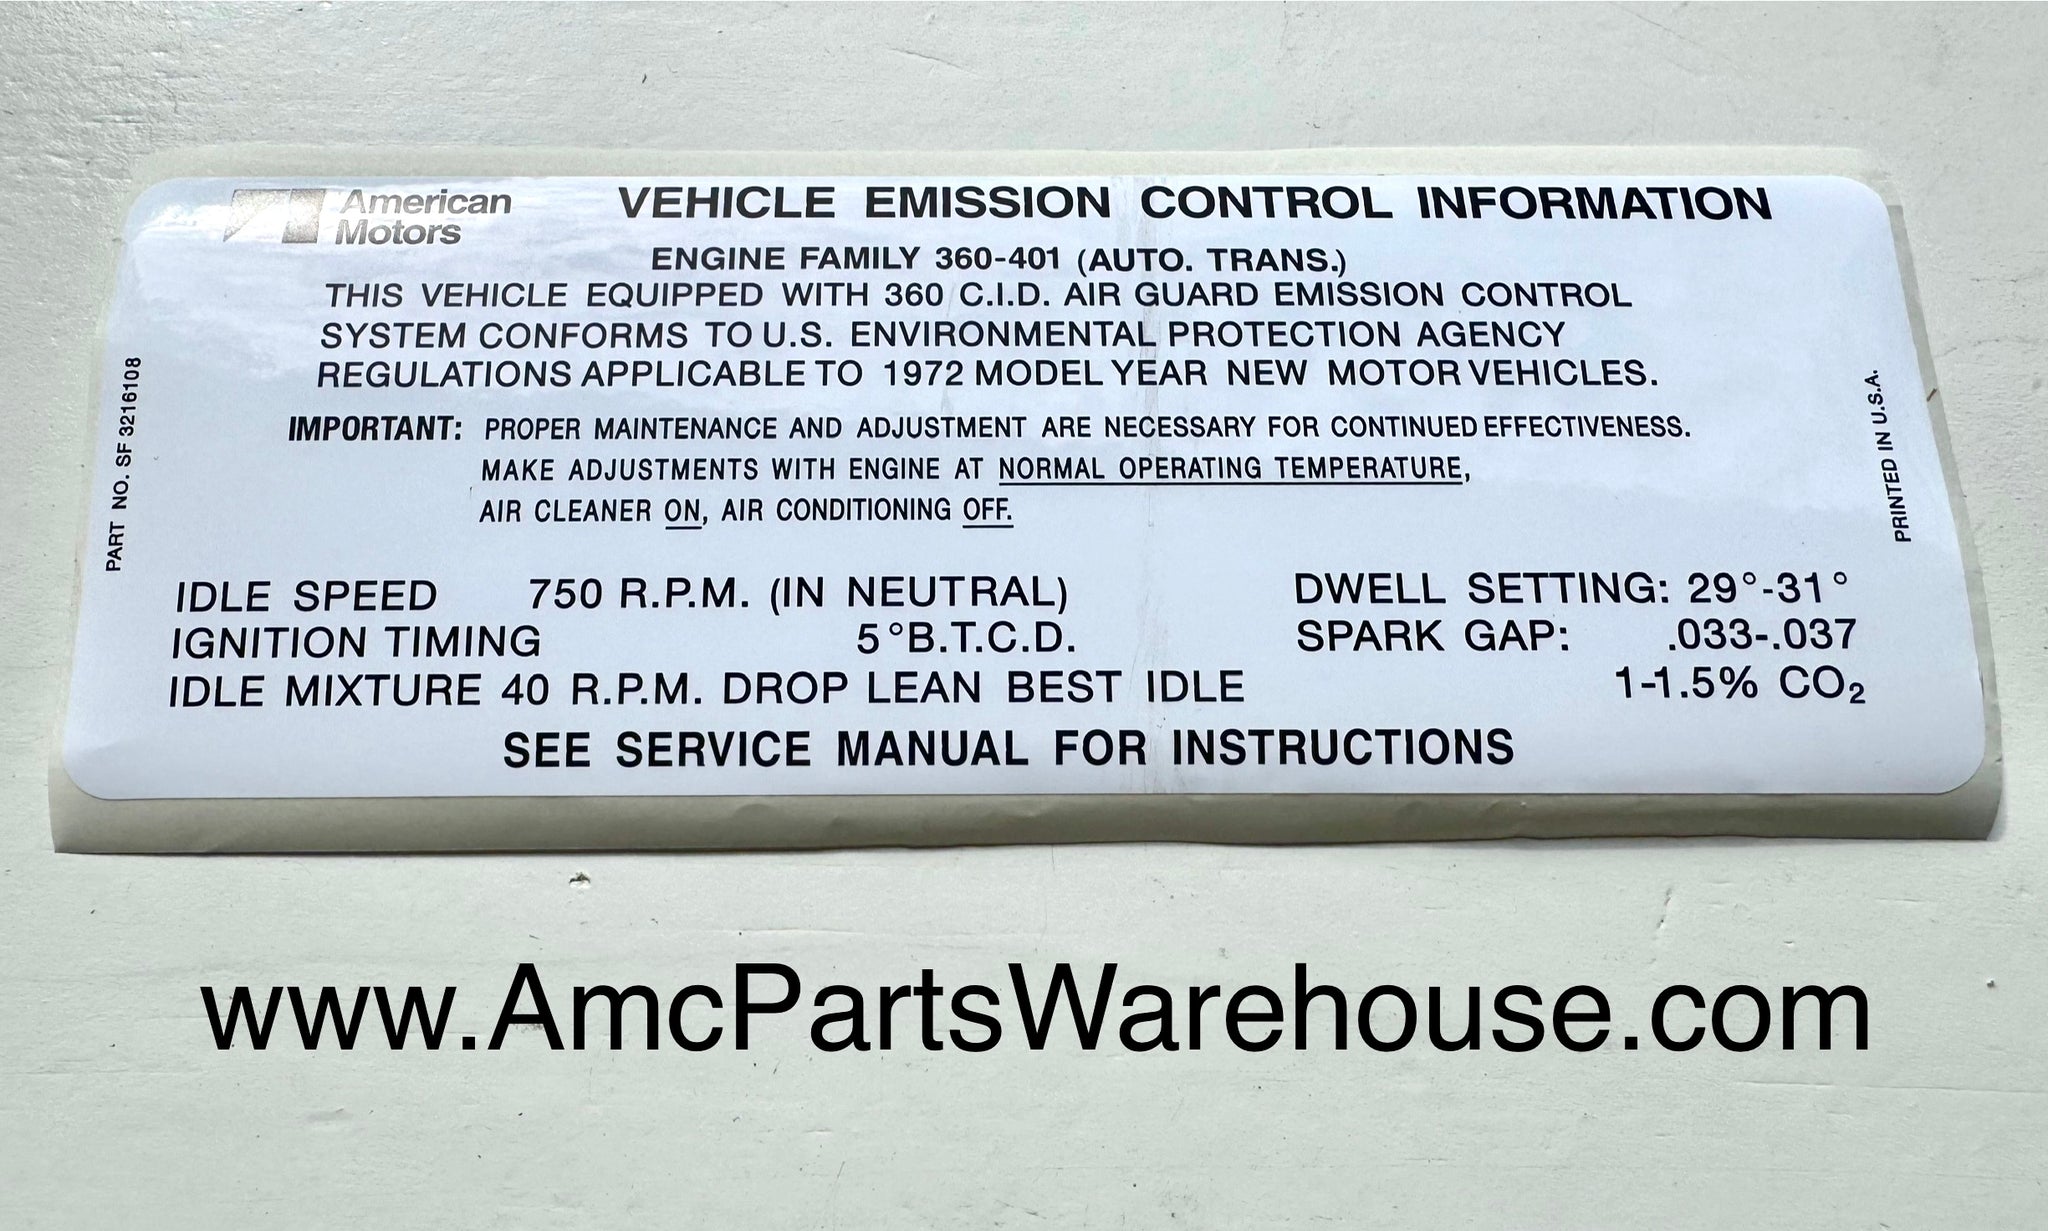 American
Motors
VEHICLE EMISSION CONTROL INFORMATION
ENGINE FAMILY 360-401 (AUTO. TRANS.)
THIS VEHICLE EQUIPPED WITH 360 C.I.D. AIR GUARD EMISSION CONTROL
SYSTEM CONFORMS TO U.S. ENVIRONMENTAL PROTECTION AGENCY
REGULATIONS APPLICABLE TO 1972 MODEL YEAR NEW MOTOR VEHICLES.
IMPORTANT: PROPER MAINTENANCE AND ADJUSTMENT ARE NECESSARY FOR CONTINUED EFFECTIVENESS.
MAKE ADJUSTMENTS WITH ENGINE AT NORMAL OPERATING TEMPERATURE,
AIR CLEANER ON, AIR CONDITIONING OFF.
PART NO. SF 3216108
PRINTED IN U.S.A.
IDLE SPEED 750 R.P.M. (IN NEUTRAL) DWELL SETTING: 29°-31°
IGNITION TIMING 5°B.T.C.D. SPARK GAP: .033-.037
IDLE MIXTURE 40 R.P.M. DROP LEAN BEST IDLE 1-1.5% CO₂
SEE SERVICE MANUAL FOR INSTRUCTIONS
www.AmcPartsWarehouse.com